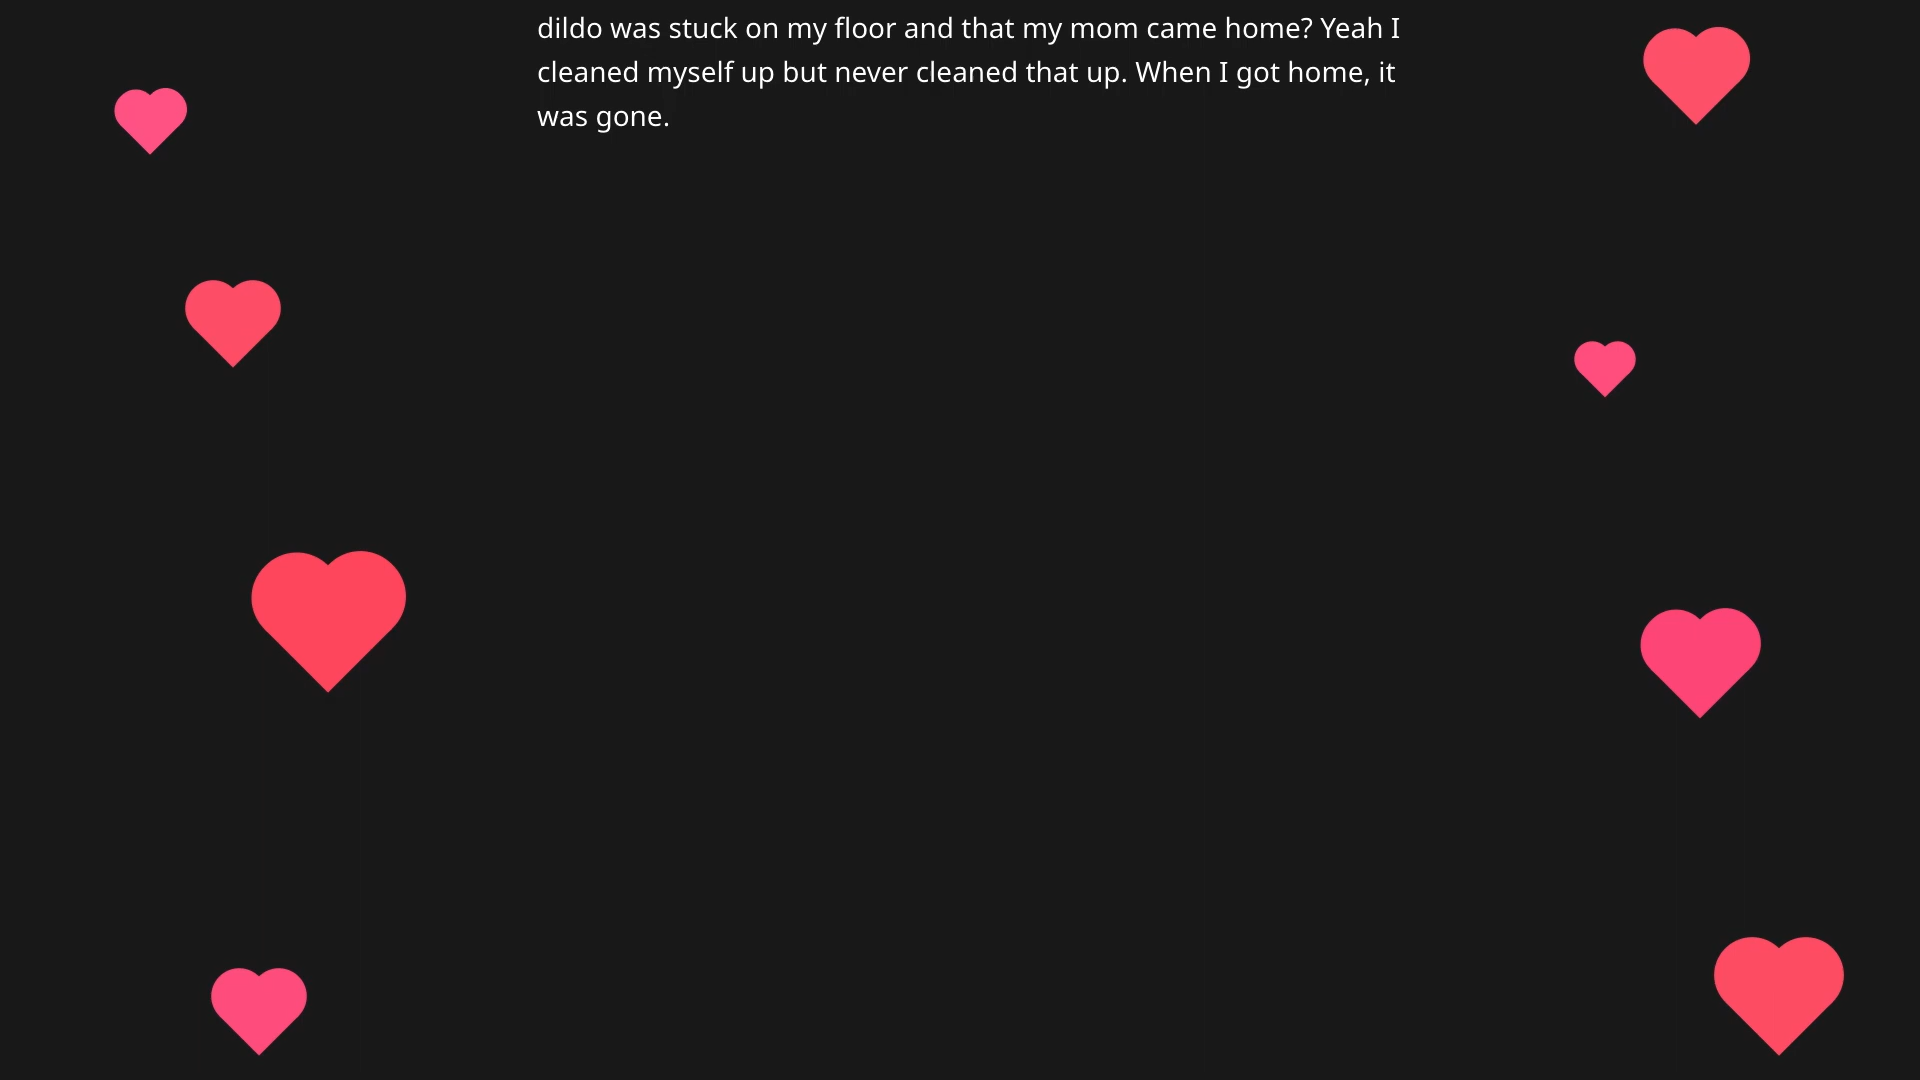 dildo was stuck on my floor and that my mom came home? Yeah I
cleaned myself up but never cleaned that up. When I got home, it
was gone.